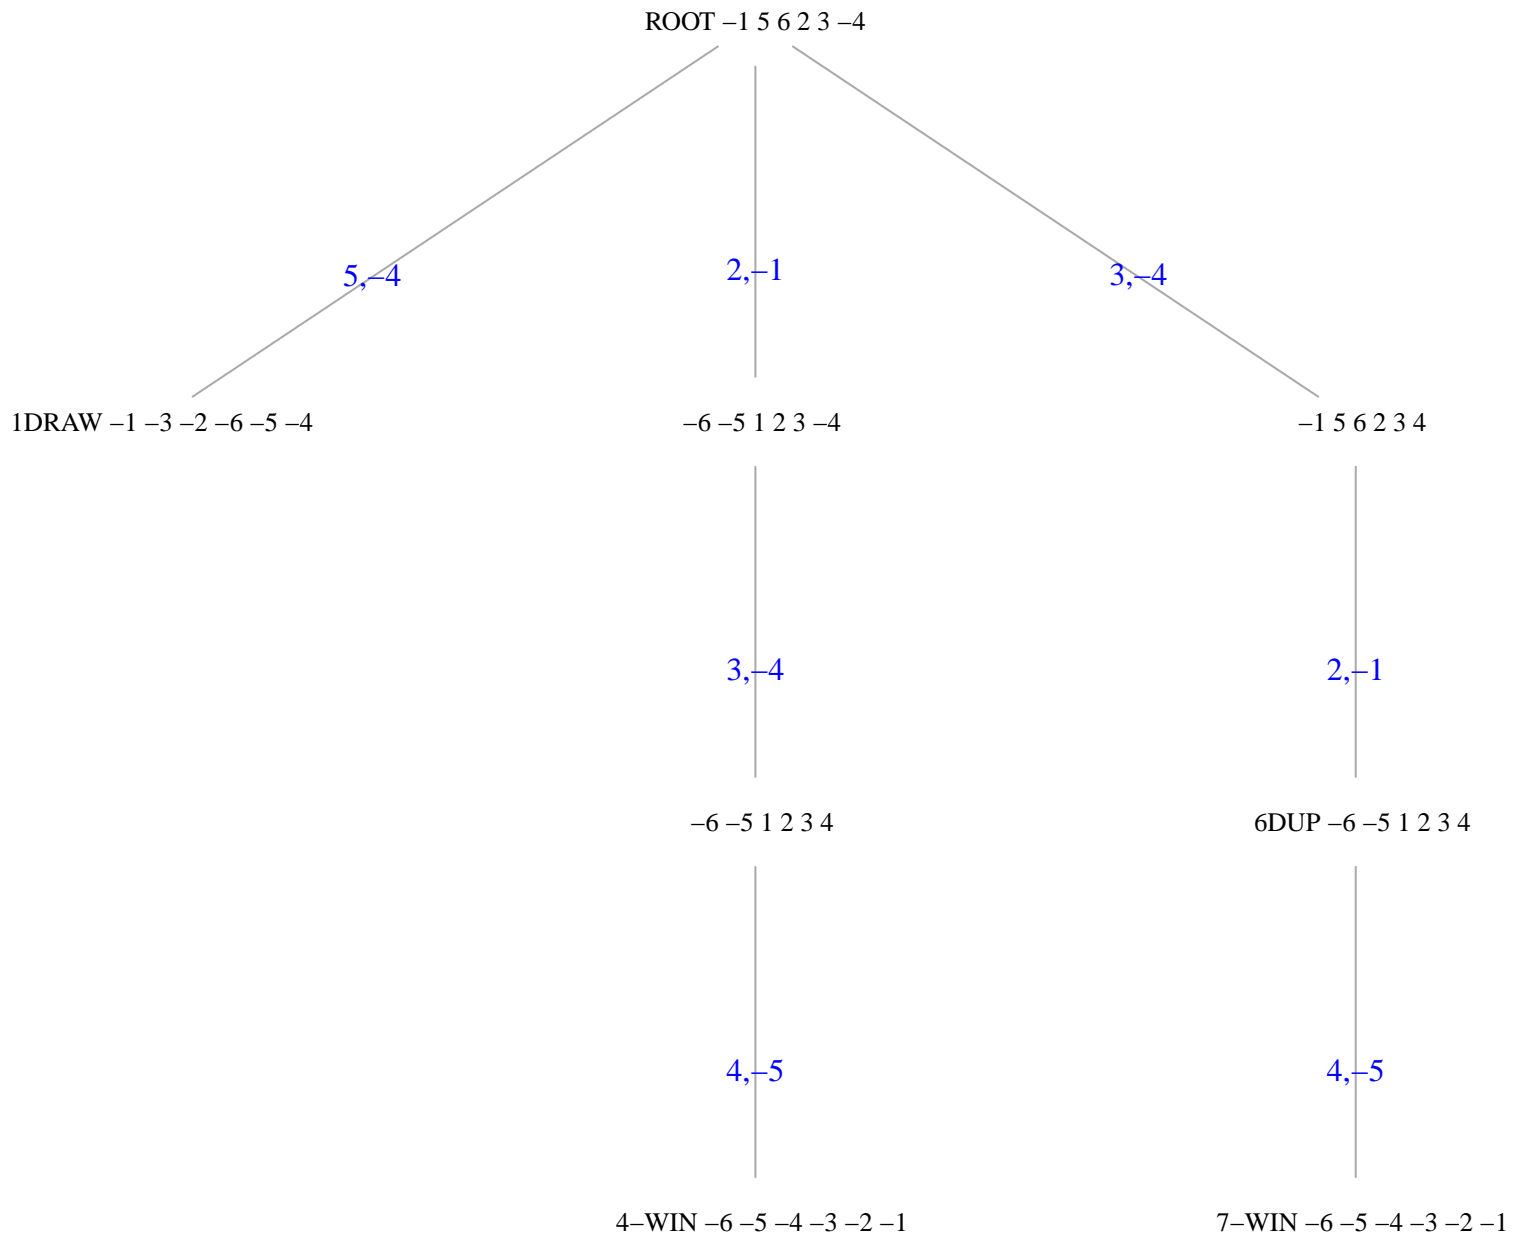 ROOT –1 5 6 2 3 –4
5,–4
2,–1
3,–4
1DRAW –1 –3 –2 –6 –5 –4
–6 –5 1 2 3 –4
–1 5 6 2 3 4
3,–4
2,–1
–6 –5 1 2 3 4
6DUP –6 –5 1 2 3 4
4,–5
4,–5
4–WIN –6 –5 –4 –3 –2 –1
7–WIN –6 –5 –4 –3 –2 –1